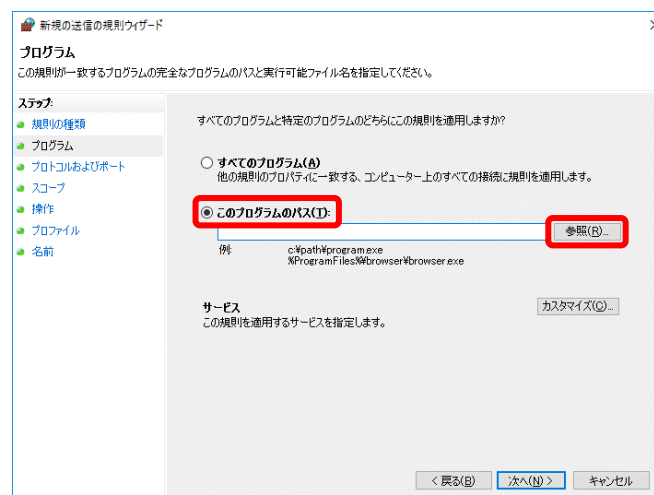 新規の送信の規則ウィザード
プログラム
この規則が一致するプログラムの完全なプログラムのパスと実行可能ファイル名を指定してください。
ステップ:
規則の種類
プログラム
プロトコルおよびポート
スコープ
操作
プロファイル
名前
すべてのプログラムと特定のプログラムのどちらにこの規則を適用しますか?
すべてのプログラム(A)
他の規則のプロパティに一致する、コンピューター上のすべての接続に規則を適用します。
このプログラムのパス(T):
参照(R)...
例: c:¥path¥program.exe
%ProgramFiles%¥browser¥browser.exe
サービス
カスタマイズ(C)...
この規則を適用するサービスを指定します。
< 戻る(B) 次へ(N) > キャンセル